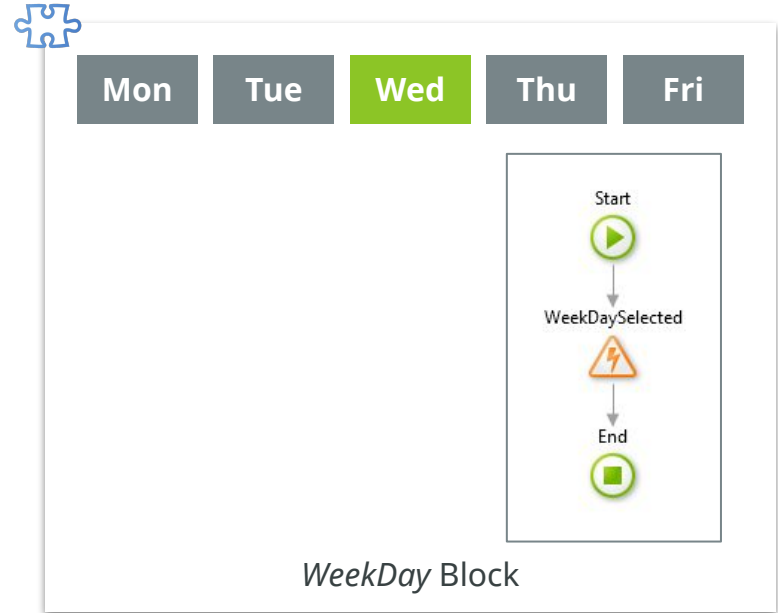 Mon Tue Wed Thu Fri
Start
WeekDaySelected
End
WeekDay Block